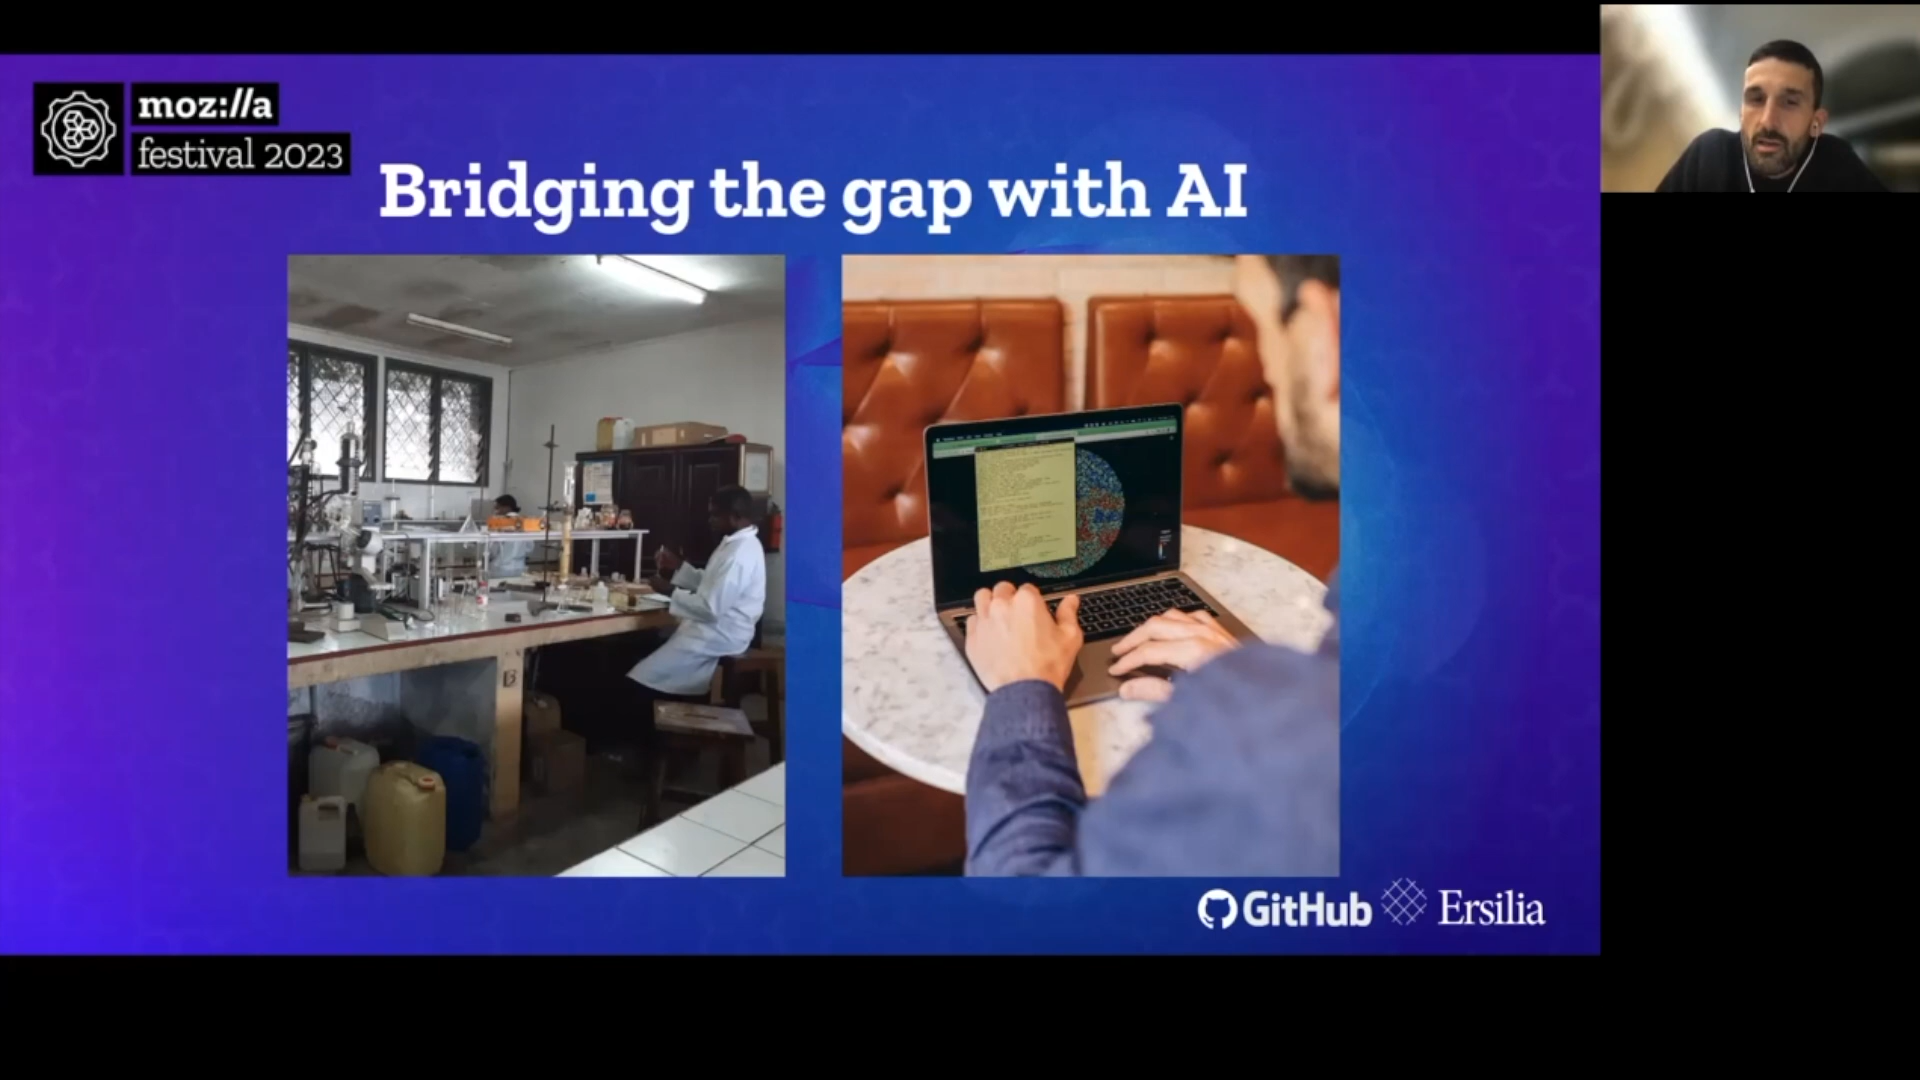 moz://a
festival 2023
Bridging the gap with AI
B
GitHub Ersilia